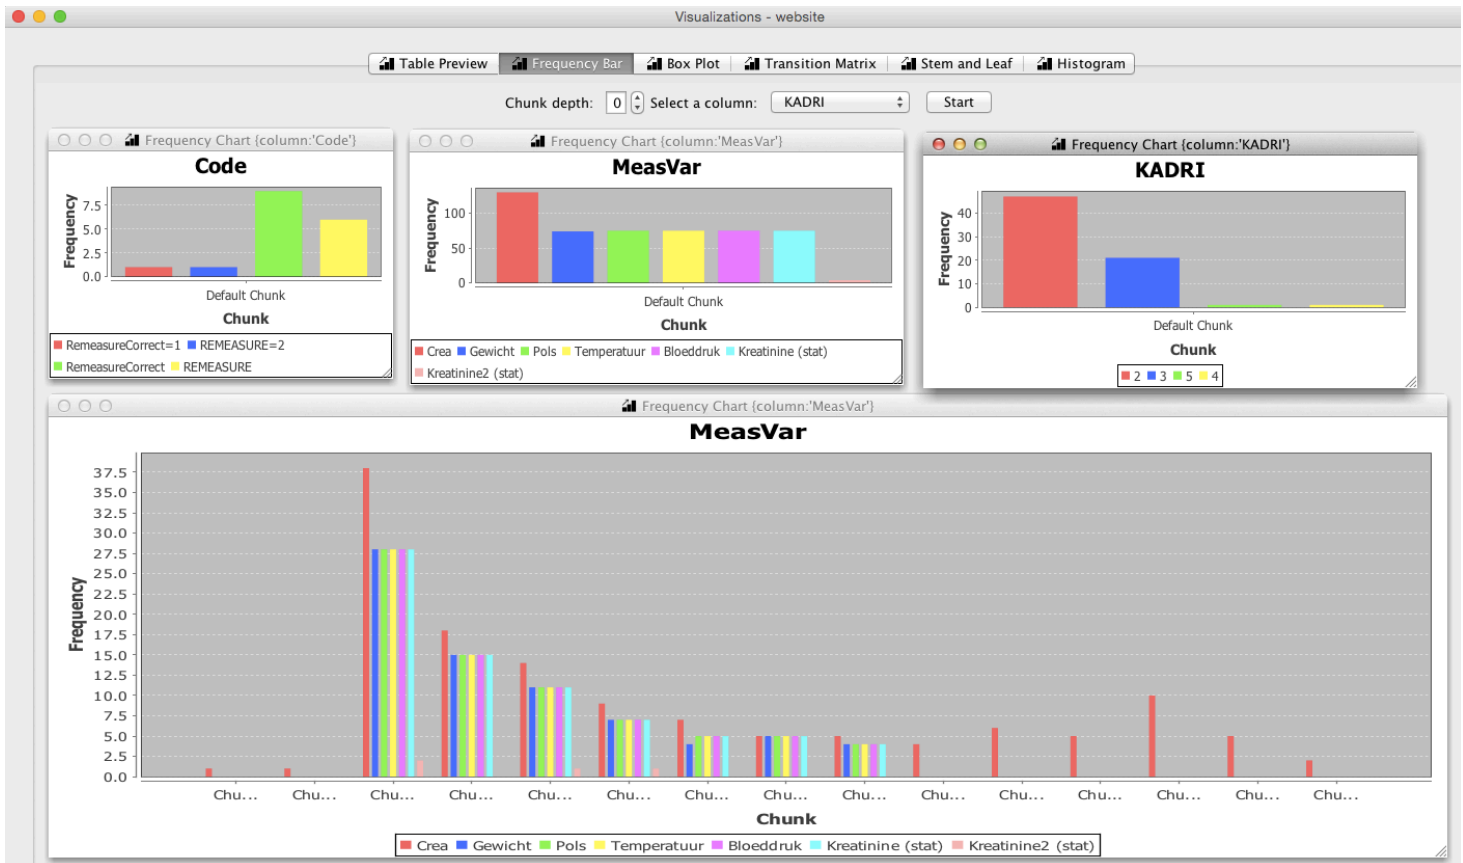 Visualizations - website
Table Preview Frequency Bar Box Plot Transition Matrix Stem and Leaf Histogram
Chunk depth: 0 Select a column: KADRI Start
Frequency Chart {column:'Code'}
Code
Frequency
7.5
5.0
2.5
0.0
Default Chunk
Chunk
RemeasureCorrect=1 REMEASURE=2
RemeasureCorrect REMEASURE
Frequency Chart {column:'MeasVar'}
MeasVar
Frequency
100
50
0
Default Chunk
Chunk
Crea Gewicht Pols Temperatuur Bloeddruk Kreatinine (stat)
Kreatinine2 (stat)
Frequency Chart {column:'KADRI'}
KADRI
Frequency
40
30
20
10
0
Default Chunk
Chunk
2 3 5 4
Frequency Chart {column:'MeasVar'}
MeasVar
Frequency
37.5
35.0
32.5
30.0
27.5
25.0
22.5
20.0
17.5
15.0
12.5
10.0
7.5
5.0
2.5
0.0
Chu... Chu... Chu... Chu... Chu... Chu... Chu... Chu... Chu... Chu... Chu... Chu... Chu... Chu... Chu...
Chunk
Crea Gewicht Pols Temperatuur Bloeddruk Kreatinine (stat) Kreatinine2 (stat)